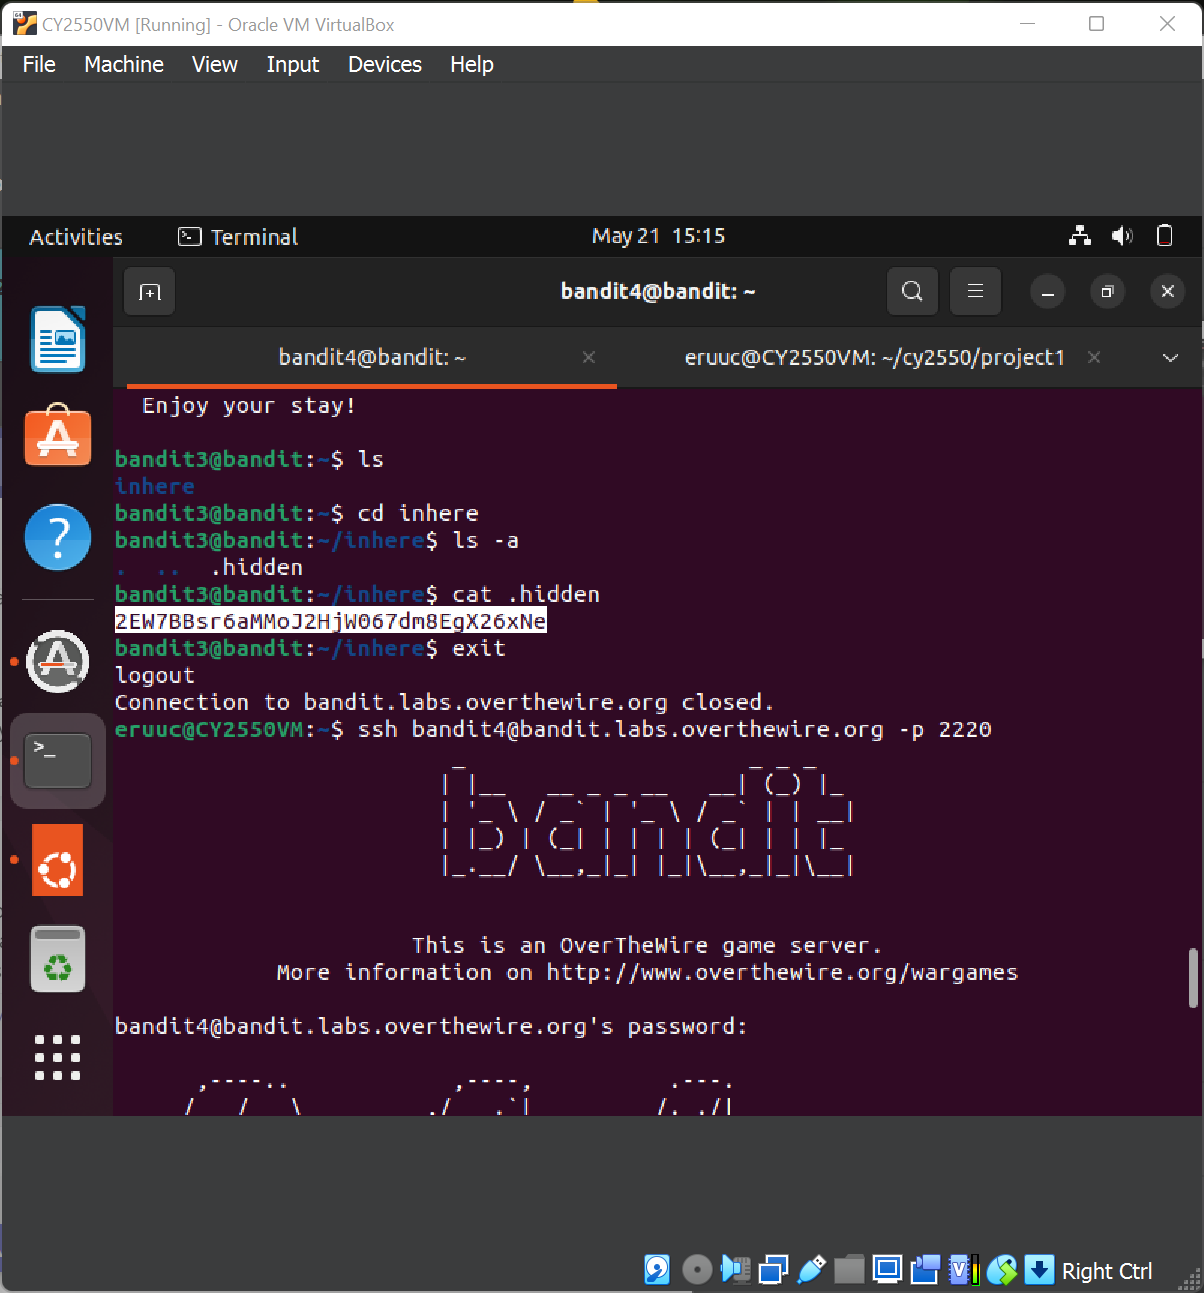 CY2550VM [Running] - Oracle VM VirtualBox
File Machine View Input Devices Help
Activities Terminal May 21 15:15
bandit4@bandit: ~
bandit4@bandit: ~ eruuc@CY2550VM: ~/cy2550/project1
Enjoy your stay!
bandit3@bandit:~$ ls
inhere
bandit3@bandit:~$ cd inhere
bandit3@bandit:~/inhere$ ls -a
. .. .hidden
bandit3@bandit:~/inhere$ cat .hidden
2EW7BBsr6aMMoJ2HjW067dm8EgX26xNe
bandit3@bandit:~/inhere$ exit
logout
Connection to bandit.labs.overthewire.org closed.
eruuc@CY2550VM:~$ ssh bandit4@bandit.labs.overthewire.org -p 2220
bandit
This is an OverTheWire game server.
More information on http://www.overthewire.org/wargames
bandit4@bandit.labs.overthewire.org's password:
Right Ctrl